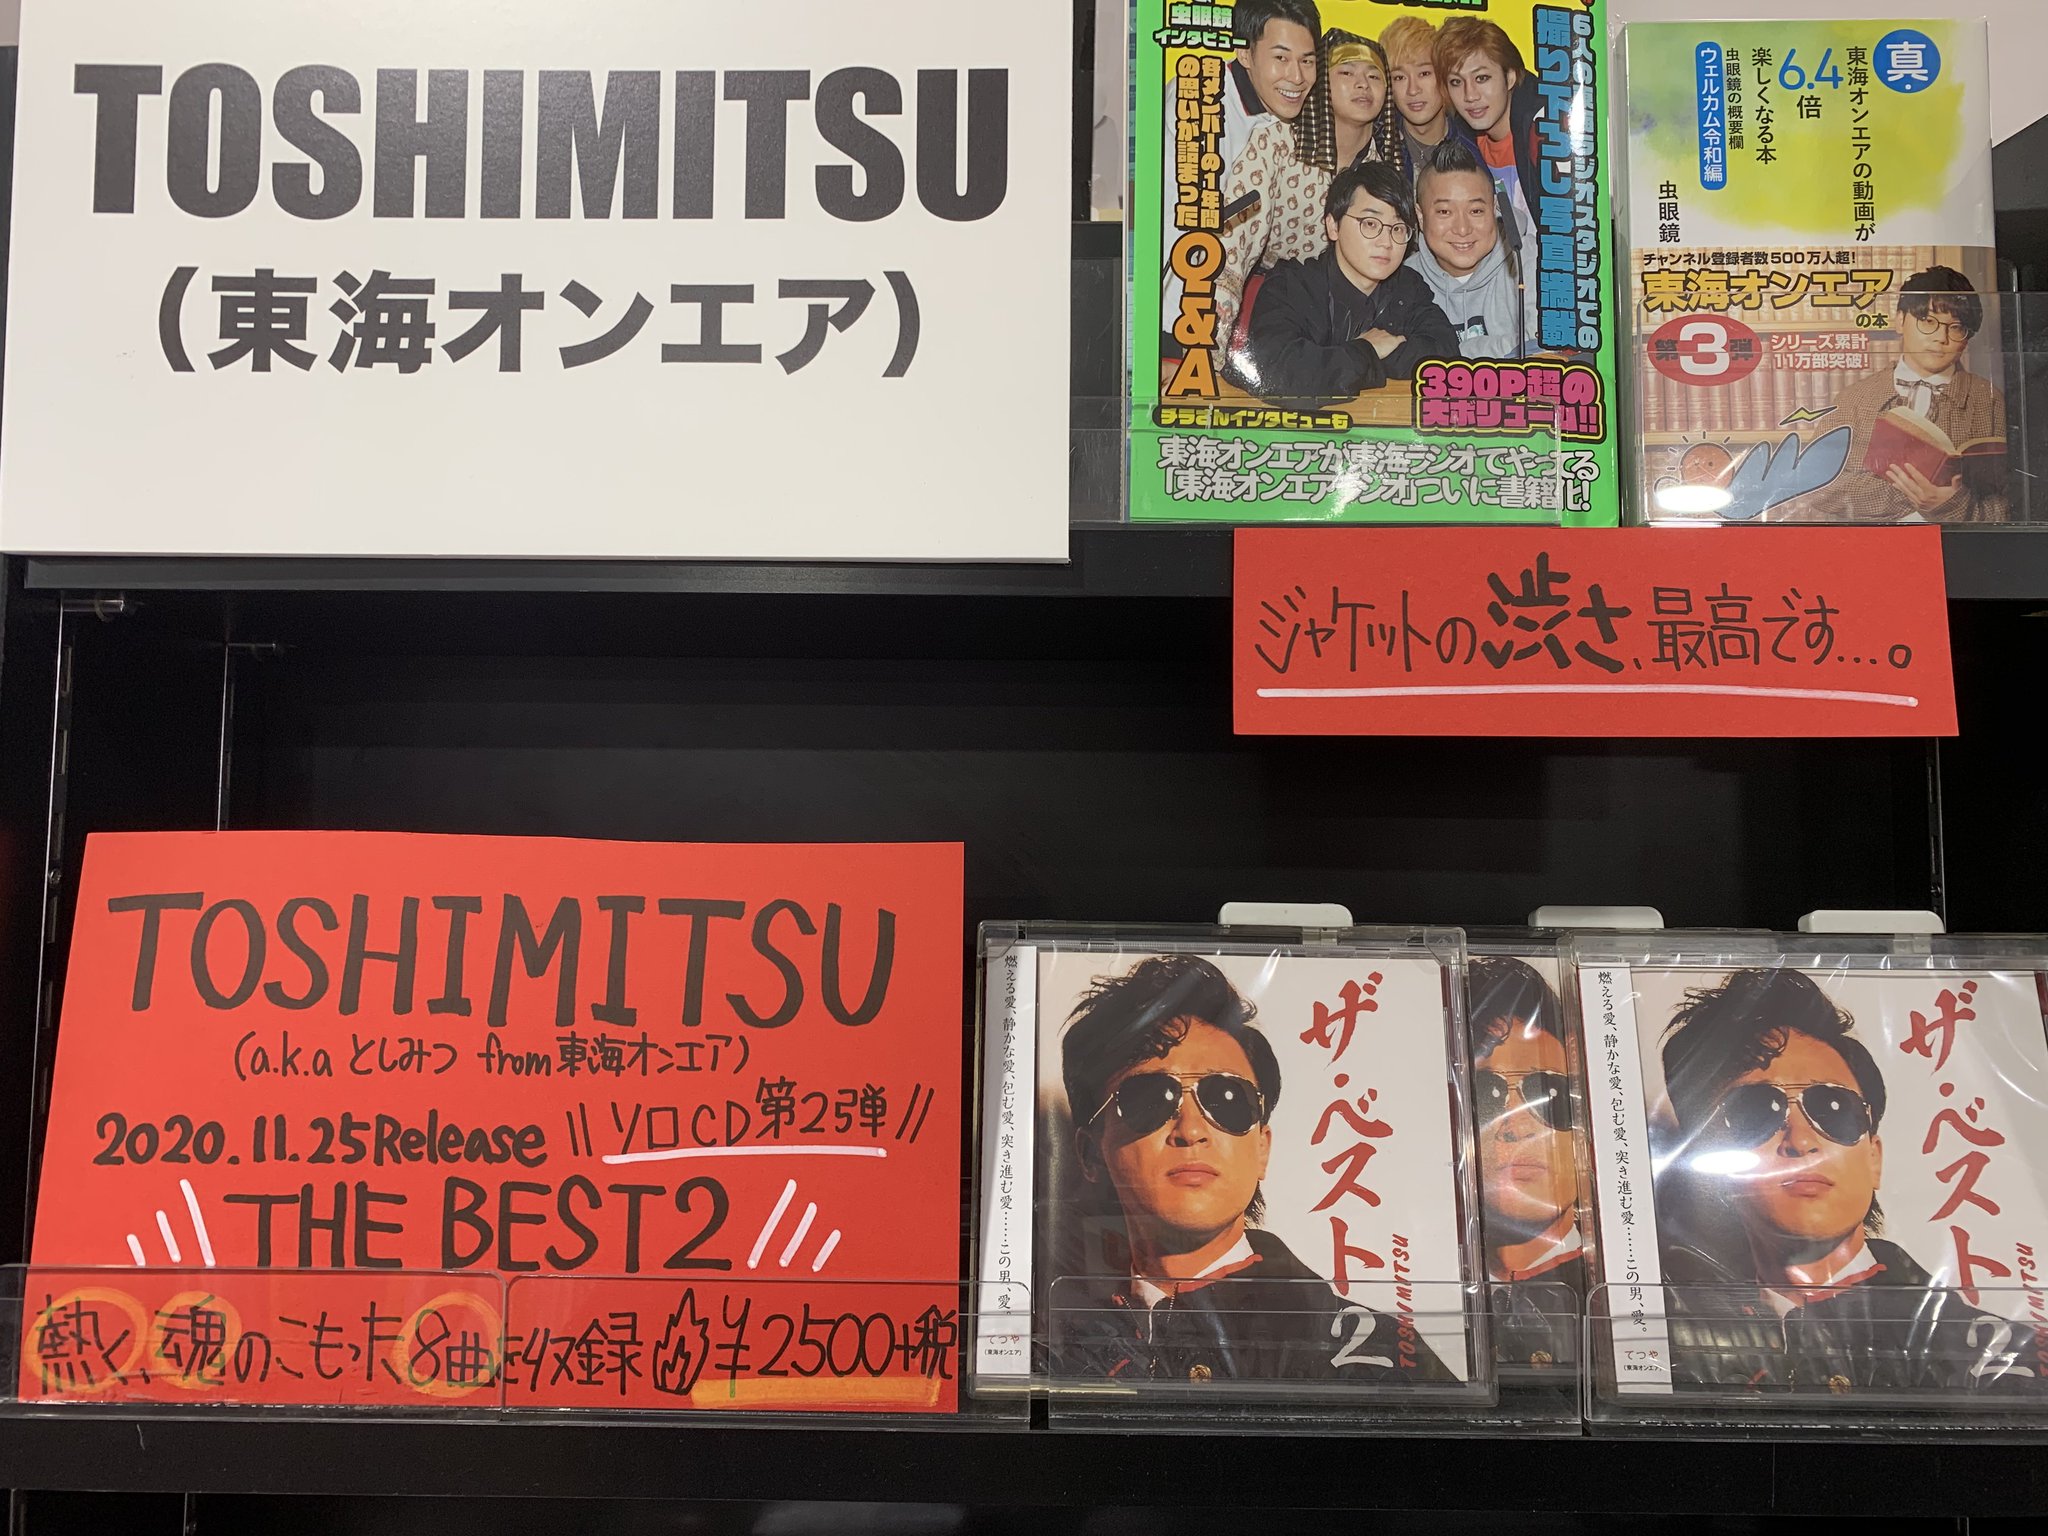 TOSHIMITSU
（東海オンエア）
虫眼鏡
インタビュー
各メンバーの1年間
の思いが詰まった
Q&A
チラさんインタビューも
撮り下ろし写真満載
390P超の
大ボリューム!!
東海オンエアが東海ラジオでやってる
「東海オンエアラジオ」ついに書籍化!
真・
東海オンエアの動画が
6.4倍
楽しくなる本
虫眼鏡の概要欄
ウェルカム令和編
虫眼鏡
チャンネル登録者数500万人超!
東海オンエア
の本
第3弾
シリーズ累計
11万部突破!
ジャケットの渋さ、最高です...。
TOSHIMITSU
(a.k.a としみつ from 東海オンエア)
2020.11.25 Release
\\ ソロCD第2弾 //
THE BEST2
熱く、魂のこもった8曲を収録 ¥2500+税
燃える愛、静かな愛、包む愛、突き進む愛……この男、愛。
てつや
(東海オンエア)
ザ・ベスト
2
TOSHIMITSU
燃える愛、静かな愛、包む愛、突き進む愛……この男、愛。
てつや
(東海オンエア)
ザ・ベスト
2
TOSHIMITSU